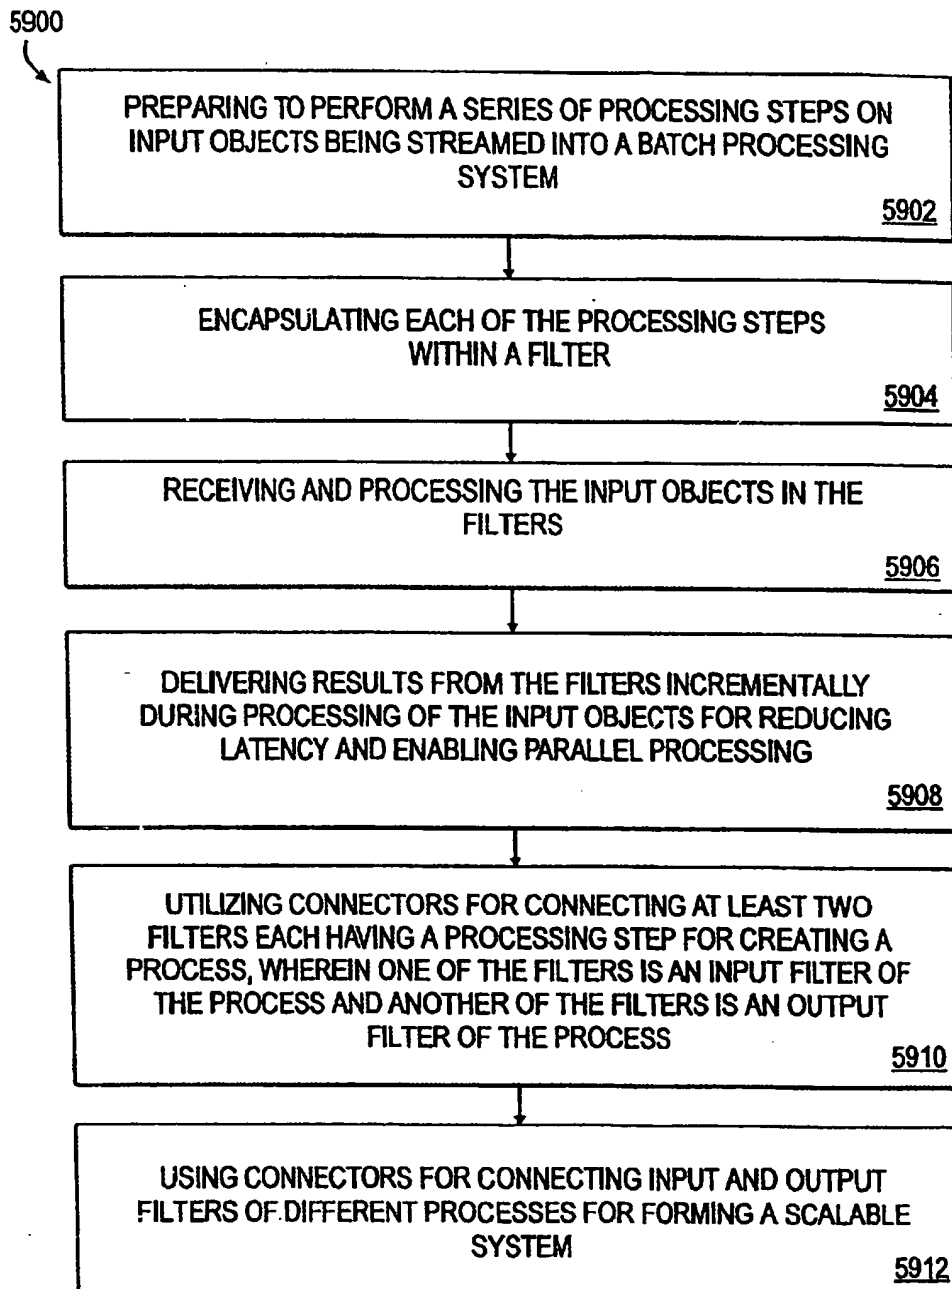 5900
PREPARING TO PERFORM A SERIES OF PROCESSING STEPS ON
INPUT OBJECTS BEING STREAMED INTO A BATCH PROCESSING
SYSTEM
5902
ENCAPSULATING EACH OF THE PROCESSING STEPS
WITHIN A FILTER
5904
RECEIVING AND PROCESSING THE INPUT OBJECTS IN THE
FILTERS
5906
DELIVERING RESULTS FROM THE FILTERS INCREMENTALLY
DURING PROCESSING OF THE INPUT OBJECTS FOR REDUCING
LATENCY AND ENABLING PARALLEL PROCESSING
5908
UTILIZING CONNECTORS FOR CONNECTING AT LEAST TWO
FILTERS EACH HAVING A PROCESSING STEP FOR CREATING A
PROCESS, WHEREIN ONE OF THE FILTERS IS AN INPUT FILTER OF
THE PROCESS AND ANOTHER OF THE FILTERS IS AN OUTPUT
FILTER OF THE PROCESS
5910
USING CONNECTORS FOR CONNECTING INPUT AND OUTPUT
FILTERS OF DIFFERENT PROCESSES FOR FORMING A SCALABLE
SYSTEM
5912